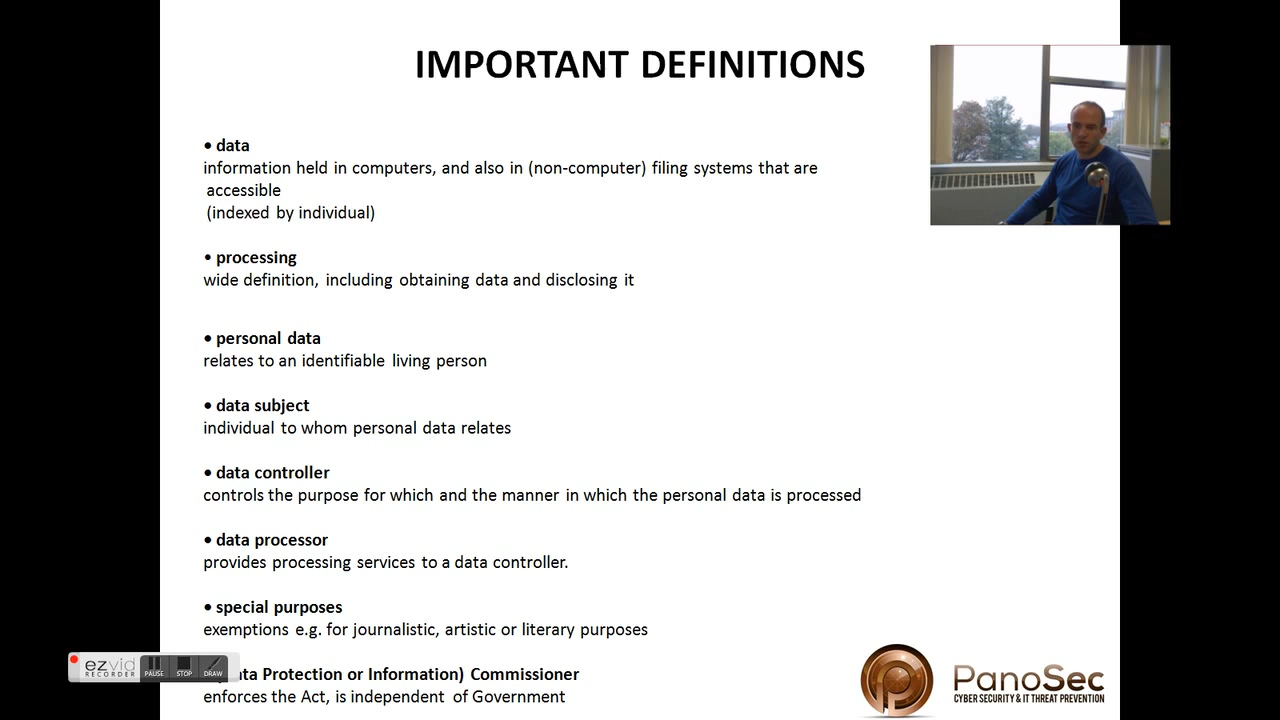 IMPORTANT DEFINITIONS
• data
information held in computers, and also in (non-computer) filing systems that are
accessible
(indexed by individual)
• processing
wide definition, including obtaining data and disclosing it
• personal data
relates to an identifiable living person
• data subject
individual to whom personal data relates
• data controller
controls the purpose for which and the manner in which the personal data is processed
• data processor
provides processing services to a data controller.
• special purposes
exemptions e.g. for journalistic, artistic or literary purposes
ata Protection or Information) Commissioner
enforces the Act, is independent of Government
ezvid
RECORDER
PAUSE
STOP
DRAW
PanoSec
CYBER SECURITY & IT THREAT PREVENTION